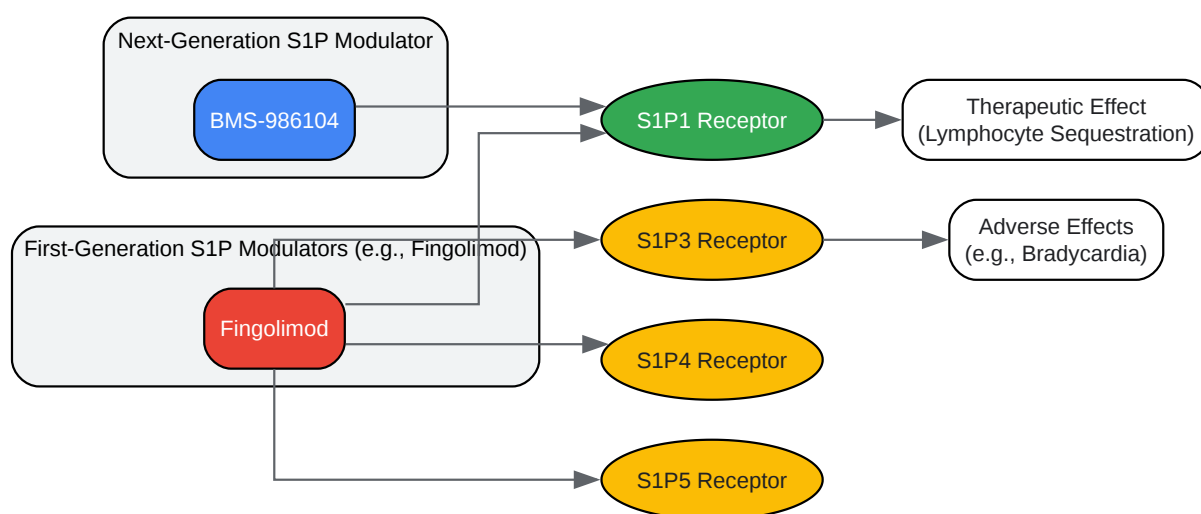 Next-Generation S1P Modulator
BMS-986104
S1P1 Receptor
Therapeutic Effect
(Lymphocyte Sequestration)
First-Generation S1P Modulators (e.g., Fingolimod)
S1P3 Receptor
Adverse Effects
(e.g., Bradycardia)
Fingolimod
S1P4 Receptor
S1P5 Receptor